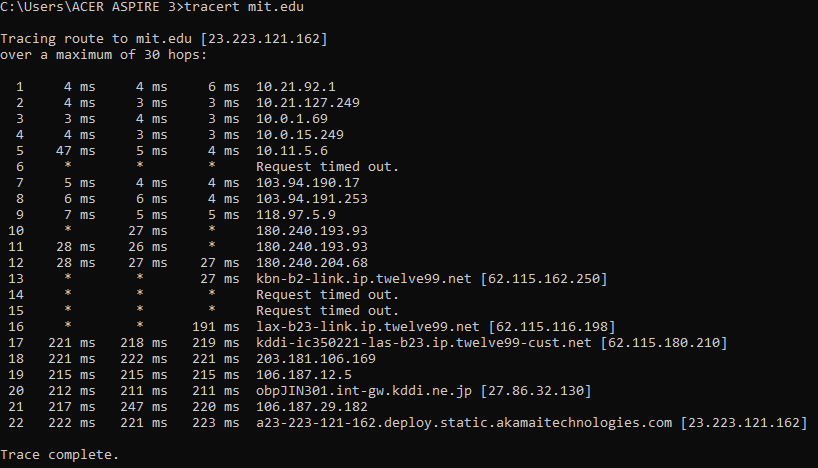 C:\Users\ACER ASPIRE 3>tracert mit.edu
Tracing route to mit.edu [23.223.121.162]
over a maximum of 30 hops:
1 4 ms 4 ms 6 ms 10.21.92.1
2 4 ms 3 ms 3 ms 10.21.127.249
3 3 ms 4 ms 3 ms 10.0.1.69
4 4 ms 3 ms 3 ms 10.0.15.249
5 47 ms 5 ms 4 ms 10.11.5.6
6 * * * Request timed out.
7 5 ms 4 ms 4 ms 103.94.190.17
8 6 ms 6 ms 4 ms 103.94.191.253
9 7 ms 5 ms 5 ms 118.97.5.9
10 * 27 ms * 180.240.193.93
11 28 ms 26 ms * 180.240.193.93
12 28 ms 27 ms 27 ms 180.240.204.68
13 * * 27 ms kbn-b2-link.ip.twelve99.net [62.115.162.250]
14 * * * Request timed out.
15 * * * Request timed out.
16 * * 191 ms lax-b23-link.ip.twelve99.net [62.115.116.198]
17 221 ms 218 ms 219 ms kddi-ic350221-las-b23.ip.twelve99-cust.net [62.115.180.210]
18 221 ms 222 ms 221 ms 203.181.106.169
19 215 ms 215 ms 215 ms 106.187.12.5
20 212 ms 211 ms 211 ms obpJIN301.int-gw.kddi.ne.jp [27.86.32.130]
21 217 ms 247 ms 220 ms 106.187.29.182
22 222 ms 221 ms 223 ms a23-223-121-162.deploy.static.akamaitechnologies.com [23.223.121.162]
Trace complete.